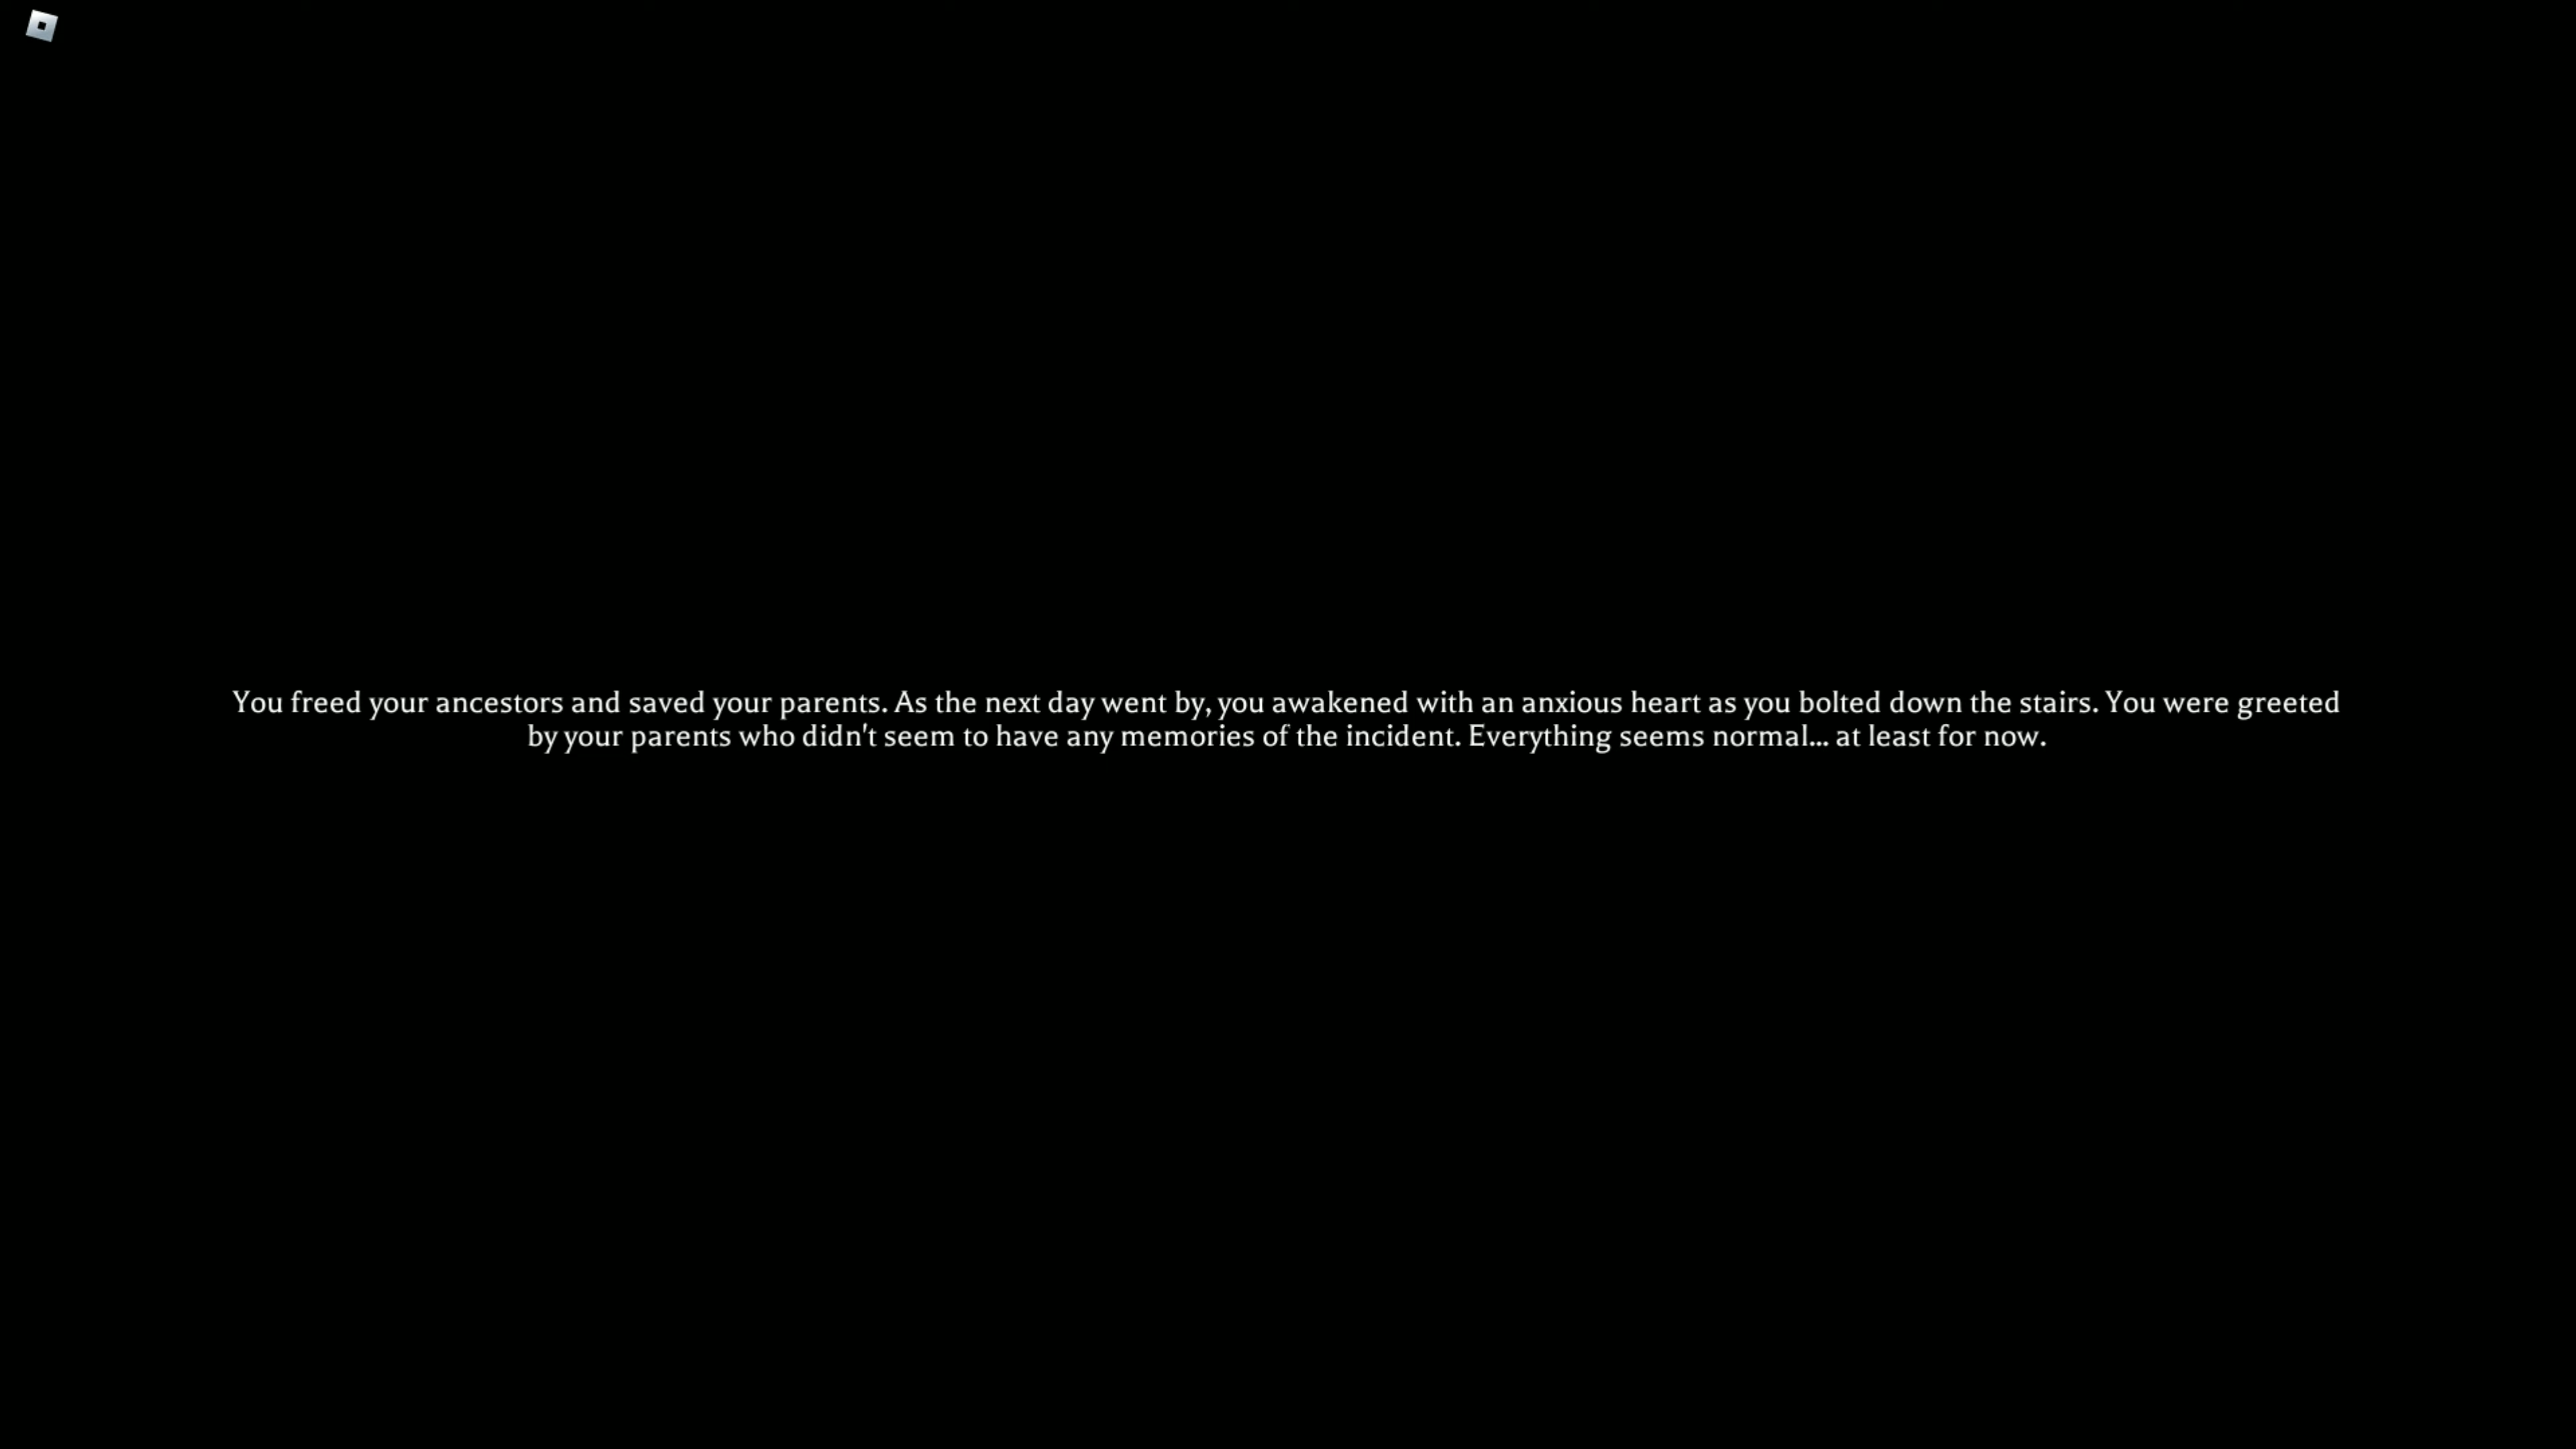 You freed your ancestors and saved your parents. As the next day went by, you awakened with an anxious heart as you bolted down the stairs. You were greeted
by your parents who didn't seem to have any memories of the incident. Everything seems normal... at least for now.